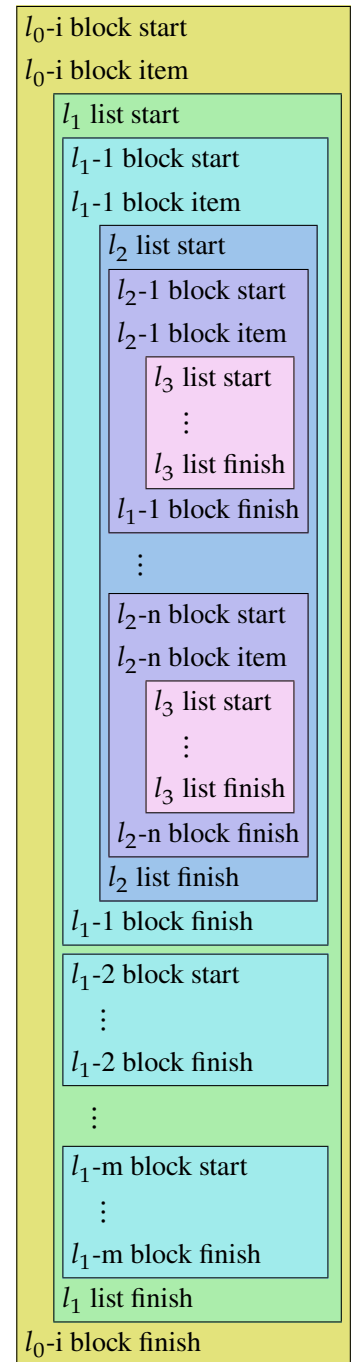 l₀-i block start
l₀-i block item
l₁ list start
l₁-1 block start
l₁-1 block item
l₂ list start
l₂-1 block start
l₂-1 block item
l₃ list start
⋮
l₃ list finish
l₁-1 block finish
⋮
l₂-n block start
l₂-n block item
l₃ list start
⋮
l₃ list finish
l₂-n block finish
l₂ list finish
l₁-1 block finish
l₁-2 block start
⋮
l₁-2 block finish
⋮
l₁-m block start
⋮
l₁-m block finish
l₁ list finish
l₀-i block finish